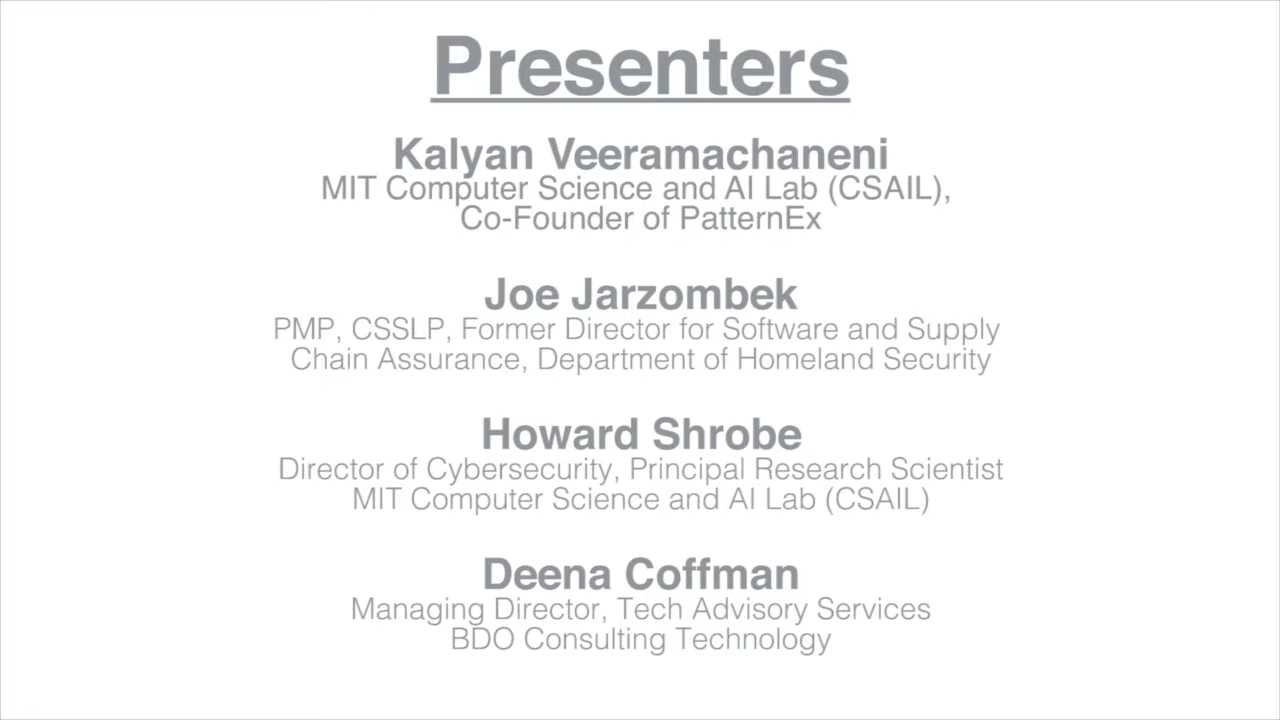 Presenters
Kalyan Veeramachaneni
MIT Computer Science and AI Lab (CSAIL),
Co-Founder of PatternEx
Joe Jarzombek
PMP, CSSLP, Former Director for Software and Supply
Chain Assurance, Department of Homeland Security
Howard Shrobe
Director of Cybersecurity, Principal Research Scientist
MIT Computer Science and AI Lab (CSAIL)
Deena Coffman
Managing Director, Tech Advisory Services
BDO Consulting Technology